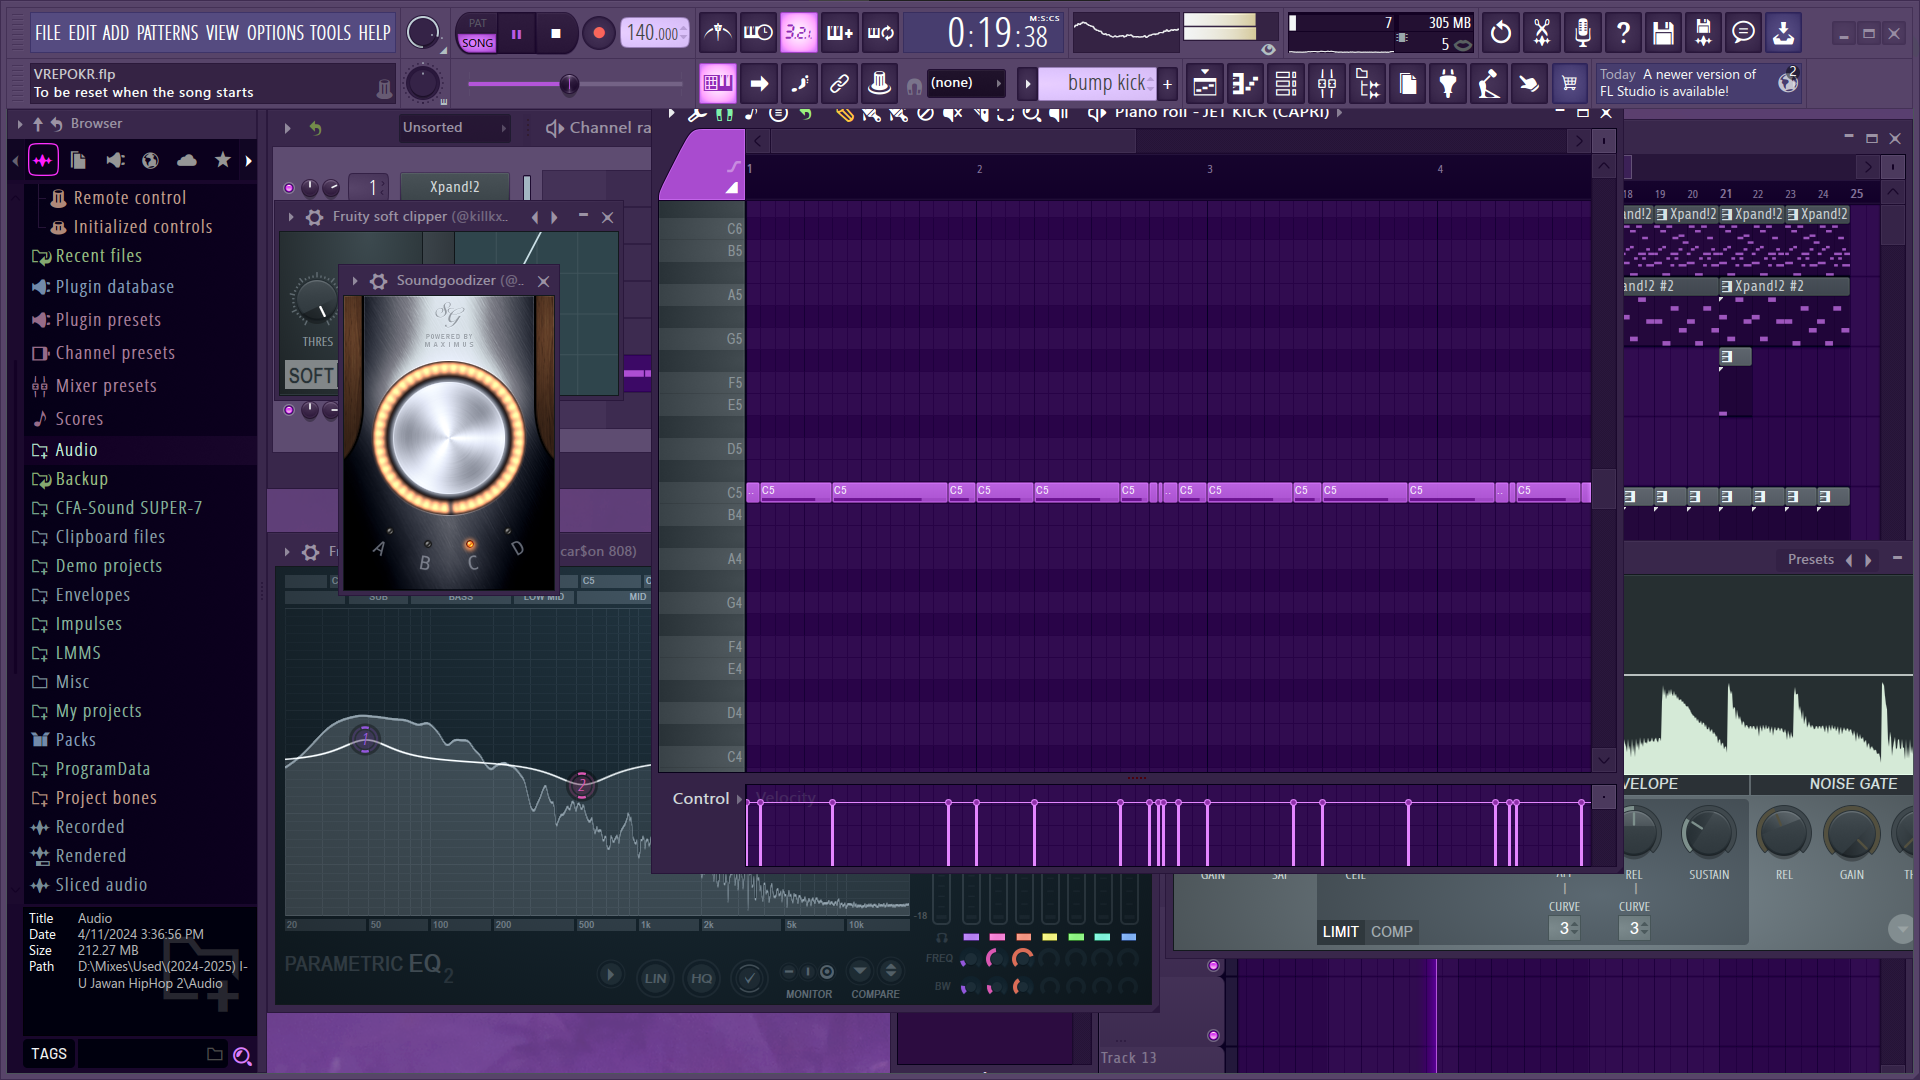 FILE EDIT ADD PATTERNS VIEW OPTIONS TOOLS HELP
PAT
SONG
140.000
3.2.1
0:19:38
M:S:CS
7
305 MB
5
VREPOKR.flp
To be reset when the song starts
(none)
bump kick
Today A newer version of
FL Studio is available!
2
Browser
Unsorted
Channel ra
Piano roll - JET KICK (CAPRI)
Remote control
Initialized controls
Recent files
Plugin database
Plugin presets
Channel presets
Mixer presets
Scores
Audio
Backup
CFA-Sound SUPER-7
Clipboard files
Demo projects
Envelopes
Impulses
LMMS
Misc
My projects
Packs
ProgramData
Project bones
Recorded
Rendered
Sliced audio
Title Audio
Date 4/11/2024 3:36:56 PM
Size 212.27 MB
Path D:\Mixes\Used\(2024-2025) I-
U Jawan HipHop 2\Audio
TAGS
1
Xpand!2
Fruity soft clipper (@killkx..
THRES
SOFT
Soundgoodizer (@..
SG
POWERED BY
MAXIMUS
A B C D
car$on 808)
C5
SUB BASS LOW MID MID
1
2
20 50 100 200 500 1k 2k 5k 10k
PARAMETRIC EQ 2
LIN
HQ
MONITOR
COMPARE
-18
FREQ
BW
1 2 3 4
C6
B5
A5
G5
F5
E5
D5
C5
B4
A4
G4
F4
E4
D4
C4
C5 C5 C5 C5 C5 C5 C5 C5 C5 C5 C5 C5
Control
Velocity
18 19 20 21 22 23 24 25
and!2 Xpand!2 Xpand!2 Xpand!2
and!2 #2 Xpand!2 #2
Presets
VELOPE
NOISE GATE
GAIN
SAT
CEIL
REL
SUSTAIN
REL
GAIN
TH
CURVE
CURVE
3
3
LIMIT COMP
Track 13